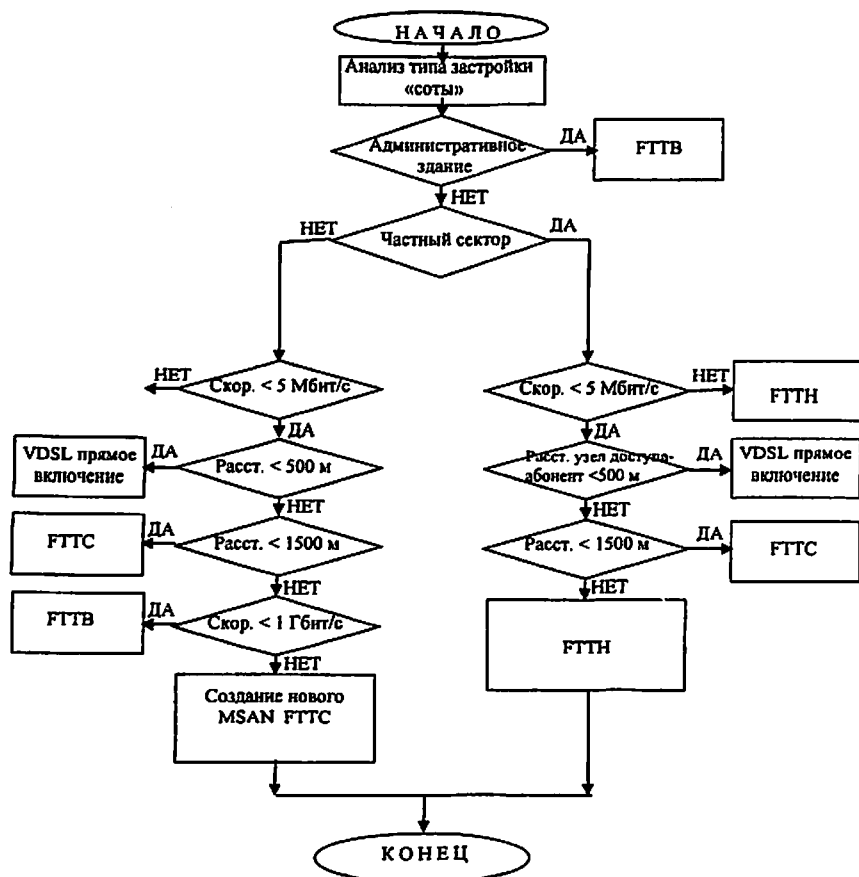 НАЧАЛО
Анализ типа застройки
«соты»
Административное
здание
ДА
FTTB
НЕТ
НЕТ
Частный сектор
ДА
НЕТ
Скор. < 5 Мбит/с
ДА
Скор. < 5 Мбит/с
НЕТ
FTTH
ДА
VDSL прямое
включение
ДА
Расст. < 500 м
НЕТ
Расст. узел доступа-
абонент <500 м
ДА
VDSL прямое
включение
НЕТ
FTTC
ДА
Расст. < 1500 м
НЕТ
Расст. < 1500 м
ДА
FTTC
НЕТ
FTTB
ДА
Скор. < 1 Гбит/с
НЕТ
FTTH
Создание нового
MSAN FTTC
КОНЕЦ